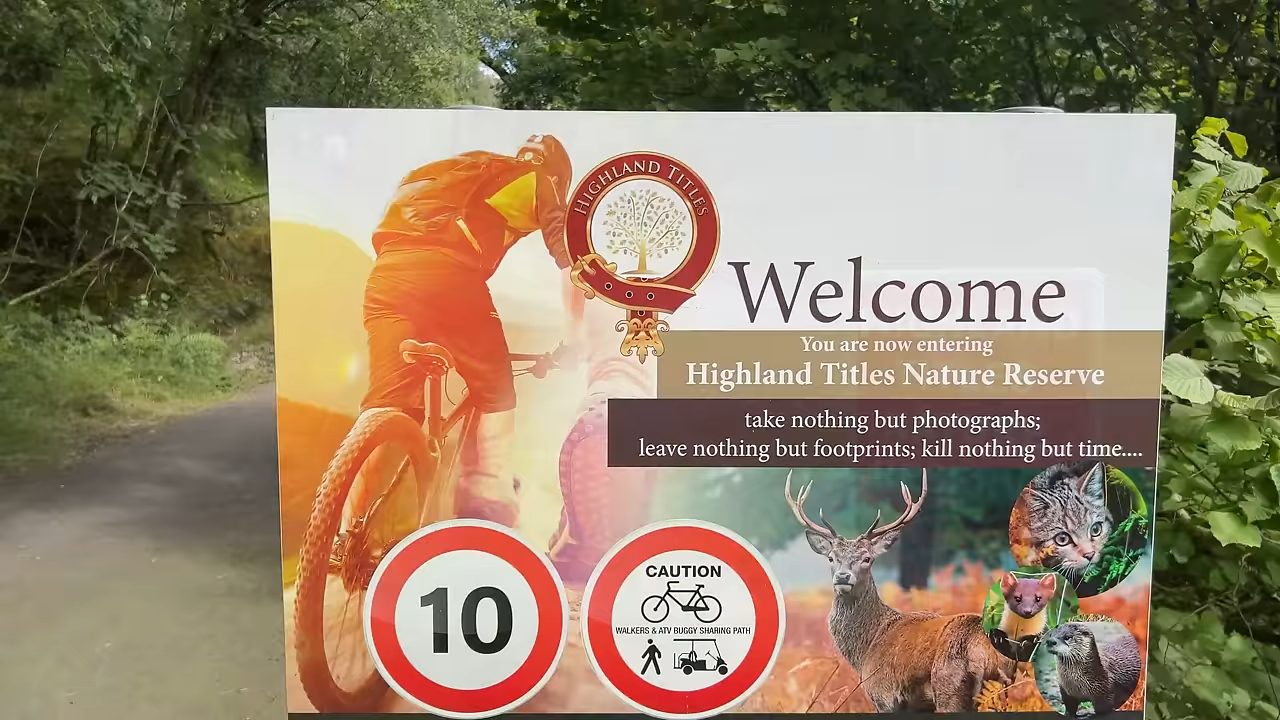 HIGHLAND TITLES
Welcome
You are now entering
Highland Titles Nature Reserve
take nothing but photographs;
leave nothing but footprints; kill nothing but time....
10
CAUTION
WALKERS & ATV BUGGY SHARING PATH